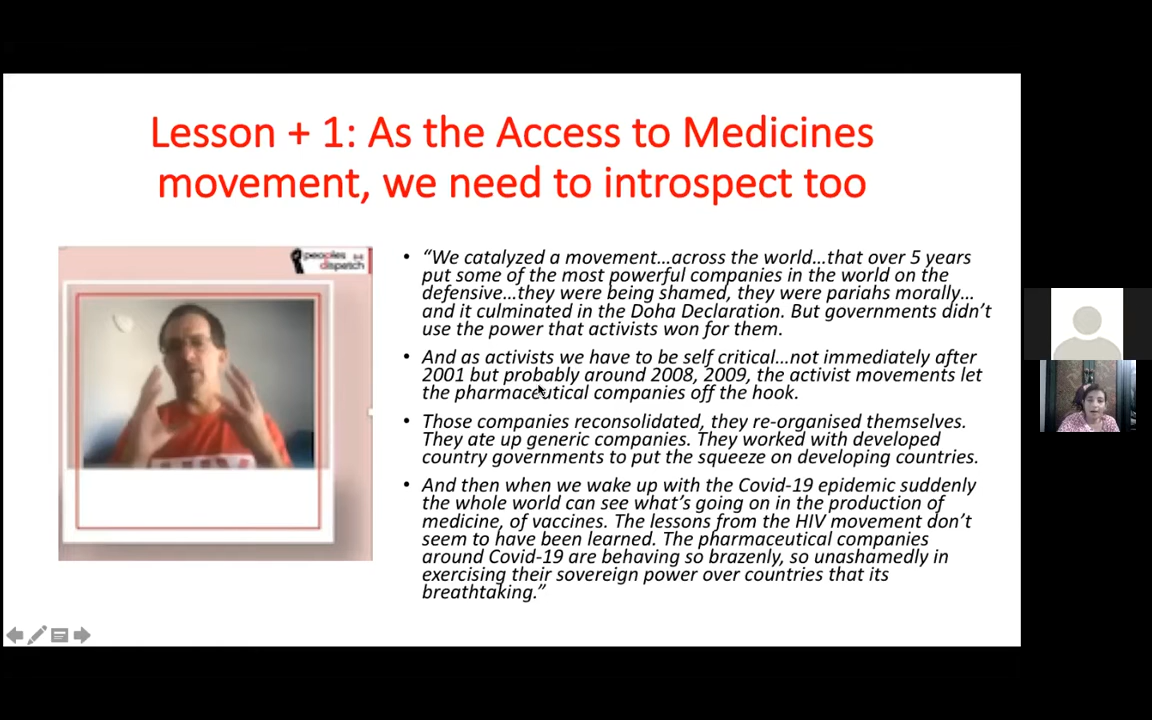 Lesson + 1: As the Access to Medicines
movement, we need to introspect too
peoples
dispatch
• “We catalyzed a movement…across the world…that over 5 years
put some of the most powerful companies in the world on the
defensive…they were being shamed, they were pariahs morally…
and it culminated in the Doha Declaration. But governments didn’t
use the power that activists won for them.
• And as activists we have to be self critical…not immediately after
2001 but probably around 2008, 2009, the activist movements let
the pharmaceutical companies off the hook.
• Those companies reconsolidated, they re-organised themselves.
They ate up generic companies. They worked with developed
country governments to put the squeeze on developing countries.
• And then when we wake up with the Covid-19 epidemic suddenly
the whole world can see what’s going on in the production of
medicine, of vaccines. The lessons from the HIV movement don’t
seem to have been learned. The pharmaceutical companies
around Covid-19 are behaving so brazenly, so unashamedly in
exercising their sovereign power over countries that its
breathtaking.”